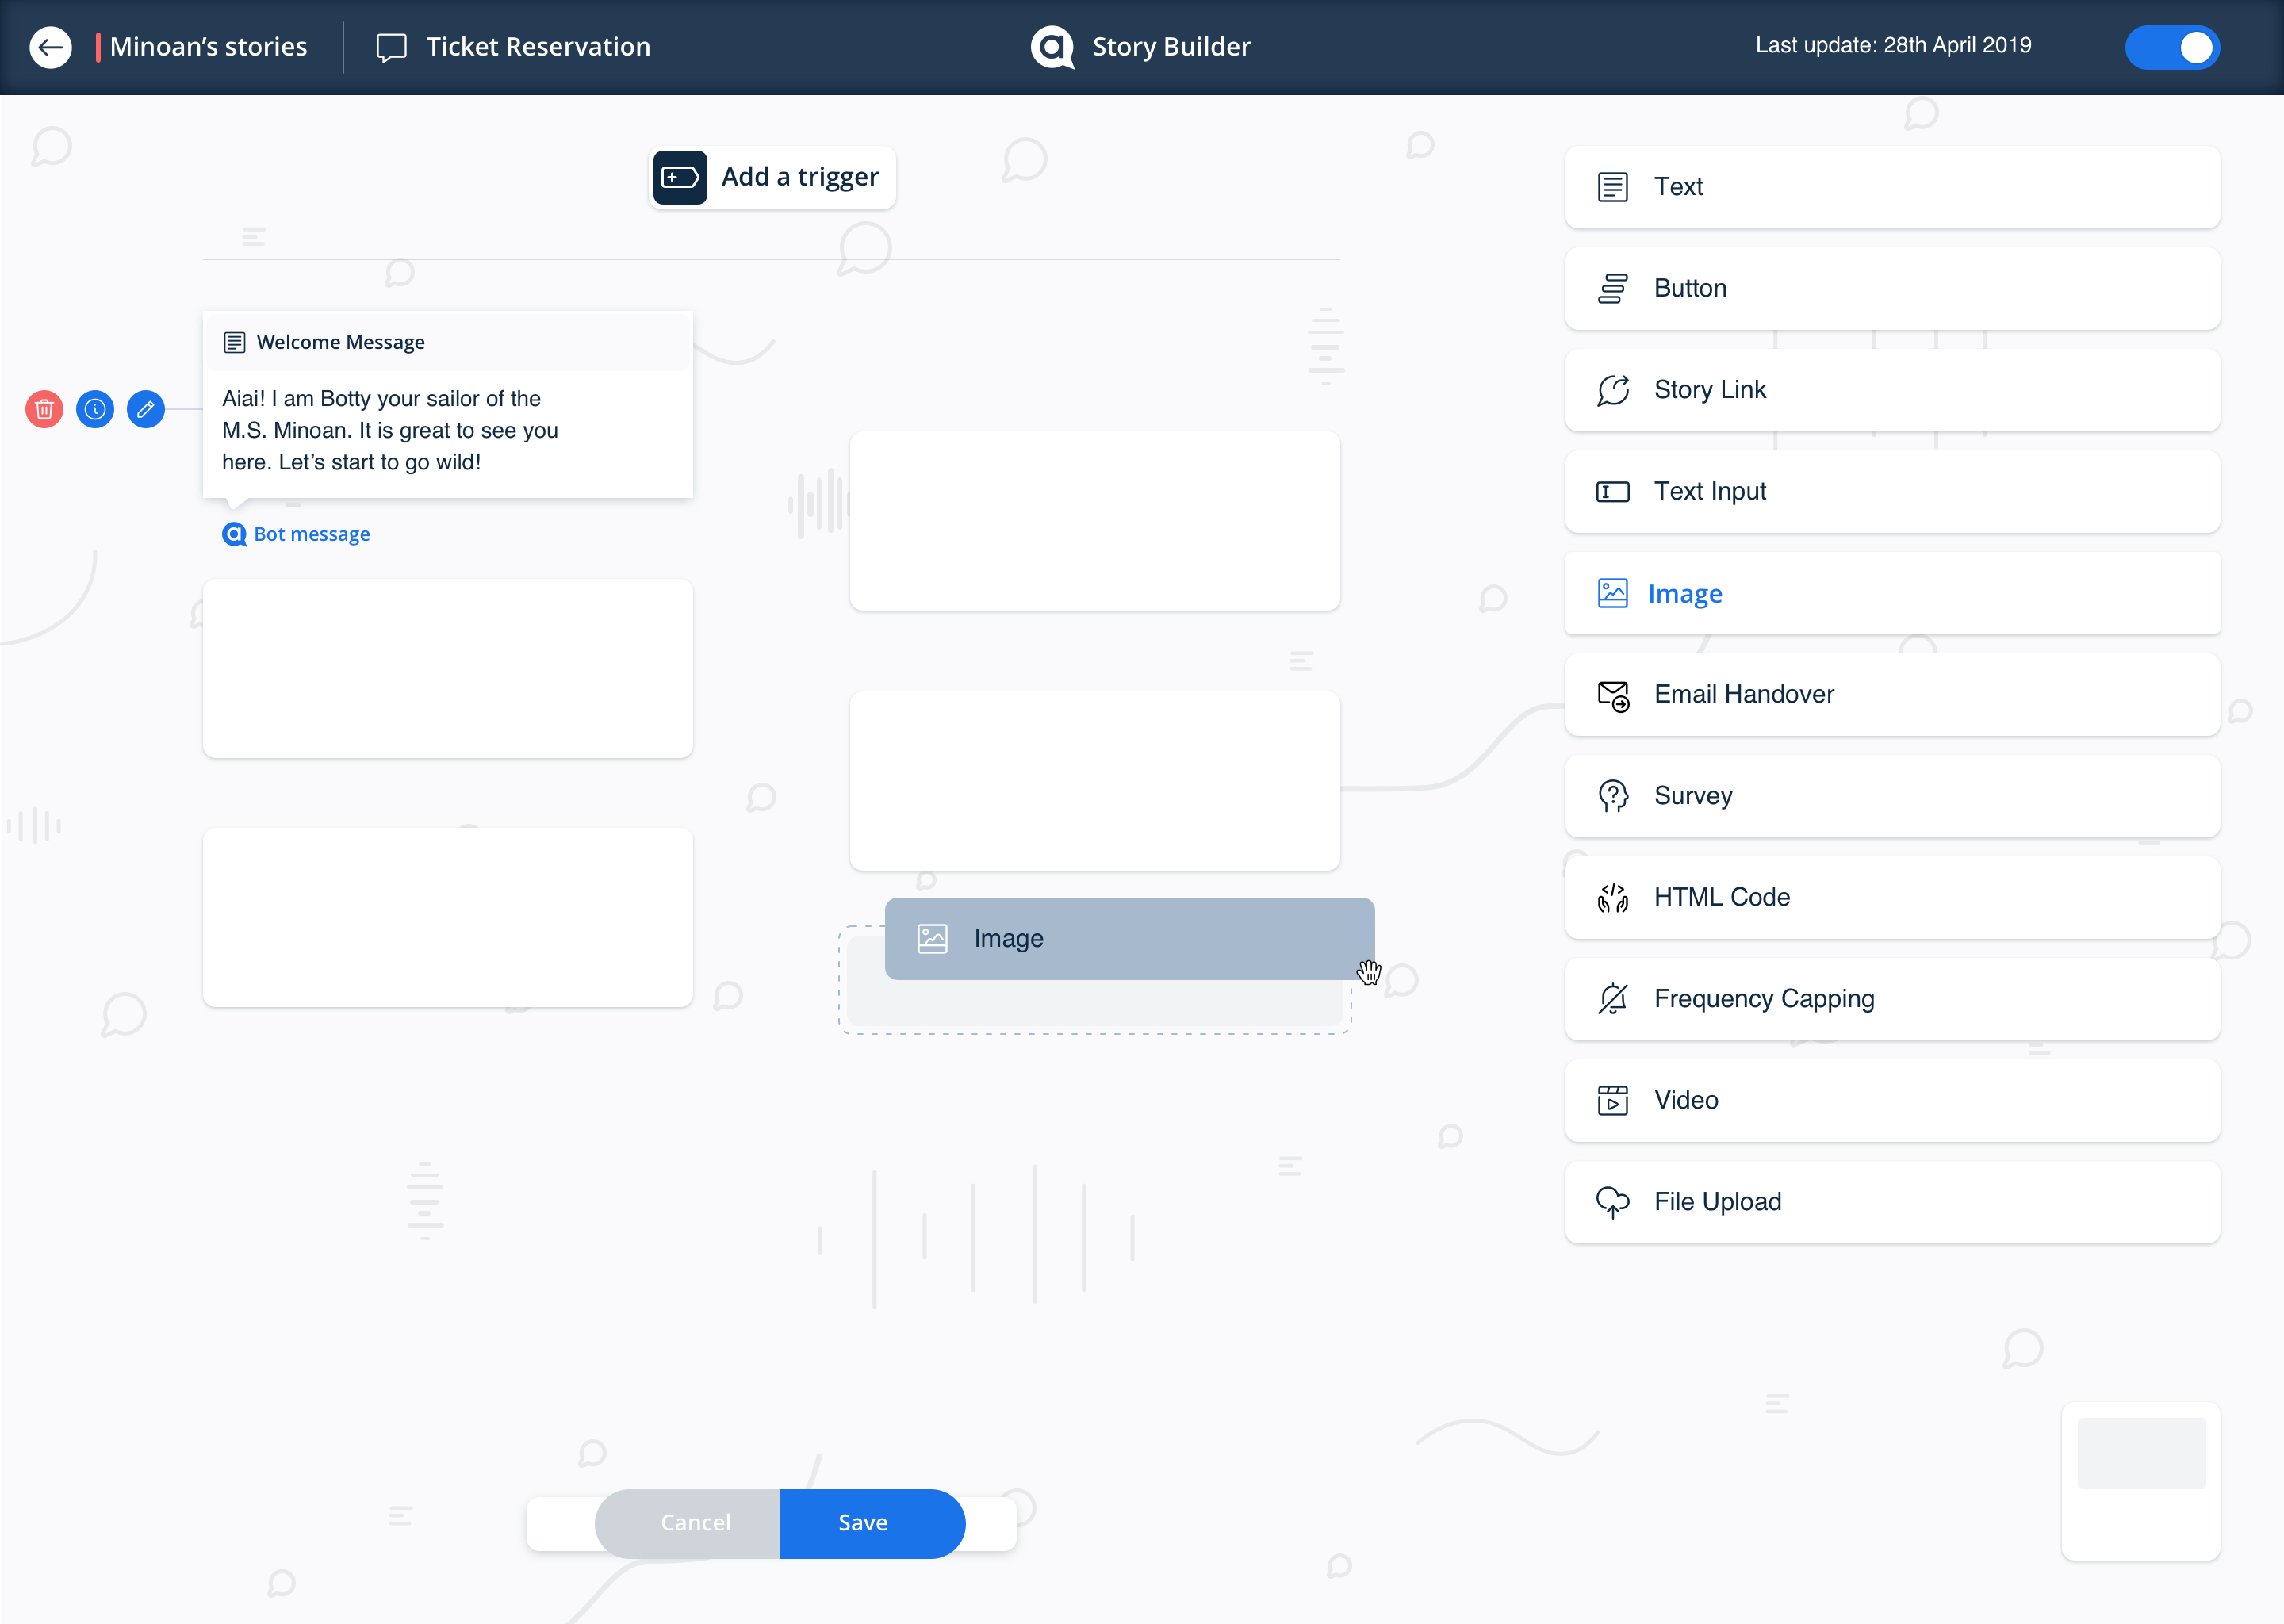 Minoan’s stories
Ticket Reservation
Story Builder
Last update: 28th April 2019
Add a trigger
Welcome Message
Aiai! I am Botty your sailor of the
M.S. Minoan. It is great to see you
here. Let’s start to go wild!
Bot message
Image
Text
Button
Story Link
Text Input
Image
Email Handover
Survey
HTML Code
Frequency Capping
Video
File Upload
Cancel
Save